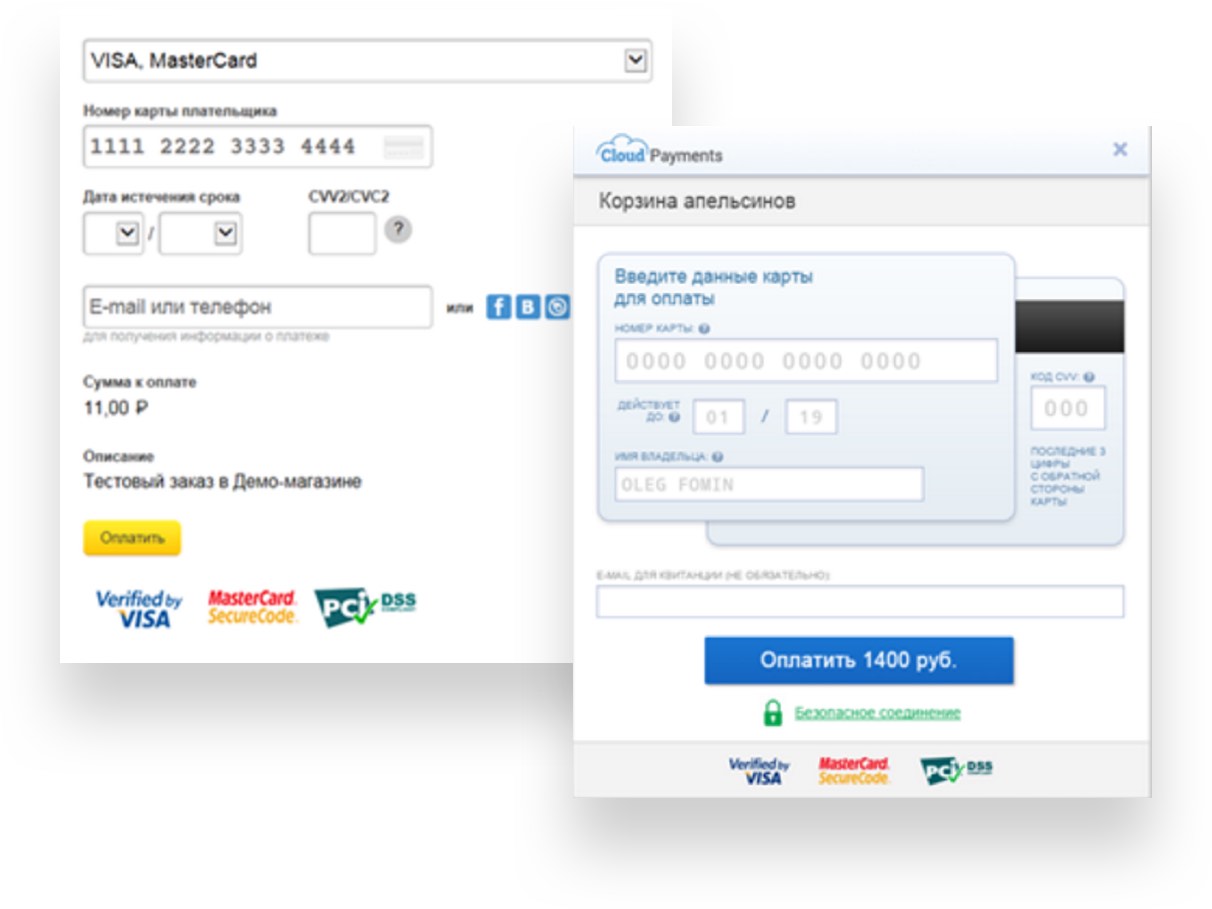 VISA, MasterCard
Номер карты плательщика
1111 2222 3333 4444
Дата истечения срока
CVV2/CVC2
/
?
E-mail или телефон
или
f B
для получения информации о платеже
Сумма к оплате
11,00 ₽
Описание
Тестовый заказ в Демо-магазине
Оплатить
Verified by
VISA
MasterCard.
SecureCode.
PCI DSS
COMPLIANT
Cloud Payments
×
Корзина апельсинов
Введите данные карты
для оплаты
НОМЕР КАРТЫ: ?
0000 0000 0000 0000
ДЕЙСТВУЕТ
ДО: ?
01 / 19
ИМЯ ВЛАДЕЛЬЦА: ?
OLEG FOMIN
КОД CVV: ?
000
ПОСЛЕДНИЕ 3
ЦИФРЫ
С ОБРАТНОЙ
СТОРОНЫ
КАРТЫ
E-MAIL ДЛЯ КВИТАНЦИИ (НЕ ОБЯЗАТЕЛЬНО)
Оплатить 1400 руб.
Безопасное соединение
Verified by
VISA
MasterCard.
SecureCode.
PCI DSS